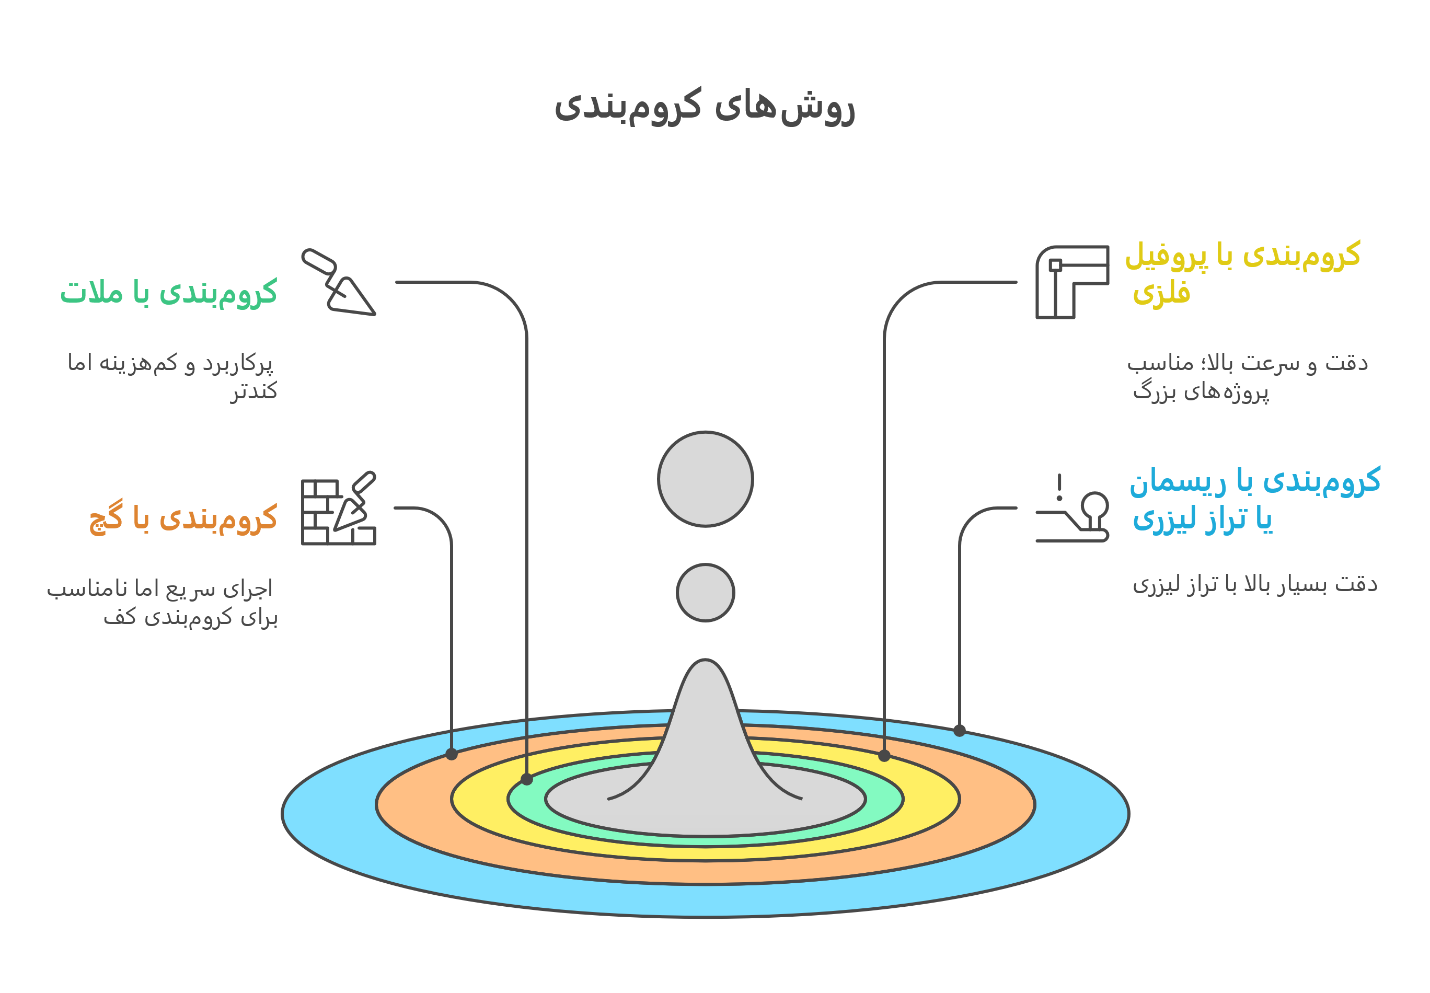 روش‌های کروم‌بندی
کروم‌بندی با پروفیل
فلزی
دقت و سرعت بالا؛ مناسب
پروژه‌های بزرگ
کروم‌بندی با ریسمان
یا تراز لیزری
دقت بسیار بالا با تراز لیزری
کروم‌بندی با ملات
پرکاربرد و کم‌هزینه اما
کندتر
کروم‌بندی با گچ
اجرای سریع اما نامناسب
برای کروم‌بندی کف